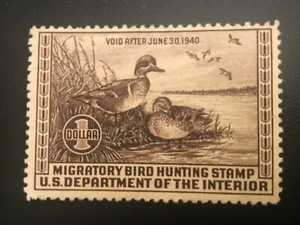 VOID AFTER JUNE 30, 1940
1
DOLLAR
MIGRATORY BIRD HUNTING STAMP
U.S. DEPARTMENT OF THE INTERIOR